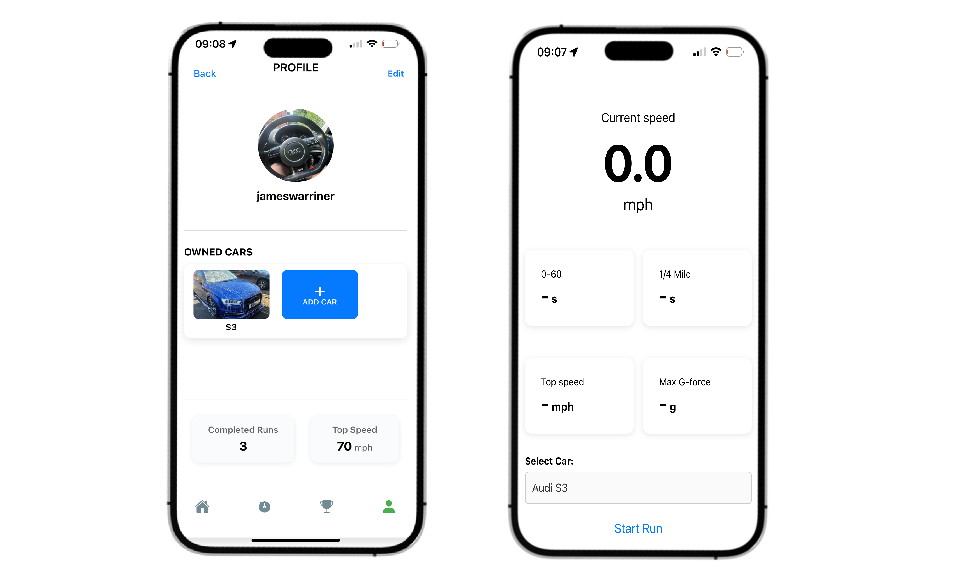 09:08
PROFILE
Back
Edit
jameswarriner
OWNED CARS
+
ADD CAR
S3
Completed Runs
3
Top Speed
70 mph
09:07
Current speed
0.0
mph
0-60
- s
1/4 Mile
- s
Top speed
- mph
Max G-force
- g
Select Car:
Audi S3
Start Run